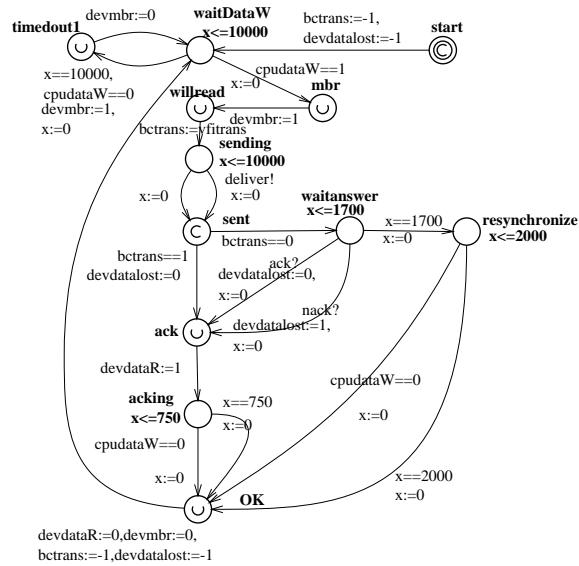 devmbr:=0
timedout1
waitDataW
x<=10000
bctrans:=-1,
devdatalost:=-1
start
x==10000,
cpudataW==0
devmbr:=1,
x:=0
cpudataW==1
x:=0
mbr
willread
devmbr:=1
bctrans:=yfitrans
sending
x<=10000
deliver!
x:=0
x:=0
sent
waitanswer
x<=1700
bctrans==0
x==1700
x:=0
resynchronize
x<=2000
bctrans==1
devdatalost:=0
ack?
devdatalost:=0,
x:=0
nack?
devdatalost:=1,
x:=0
ack
devdataR:=1
acking
x<=750
x==750
x:=0
cpudataW==0
x:=0
cpudataW==0
x:=0
x==2000
x:=0
OK
devdataR:=0,devmbr:=0,
bctrans:=-1,devdatalost:=-1